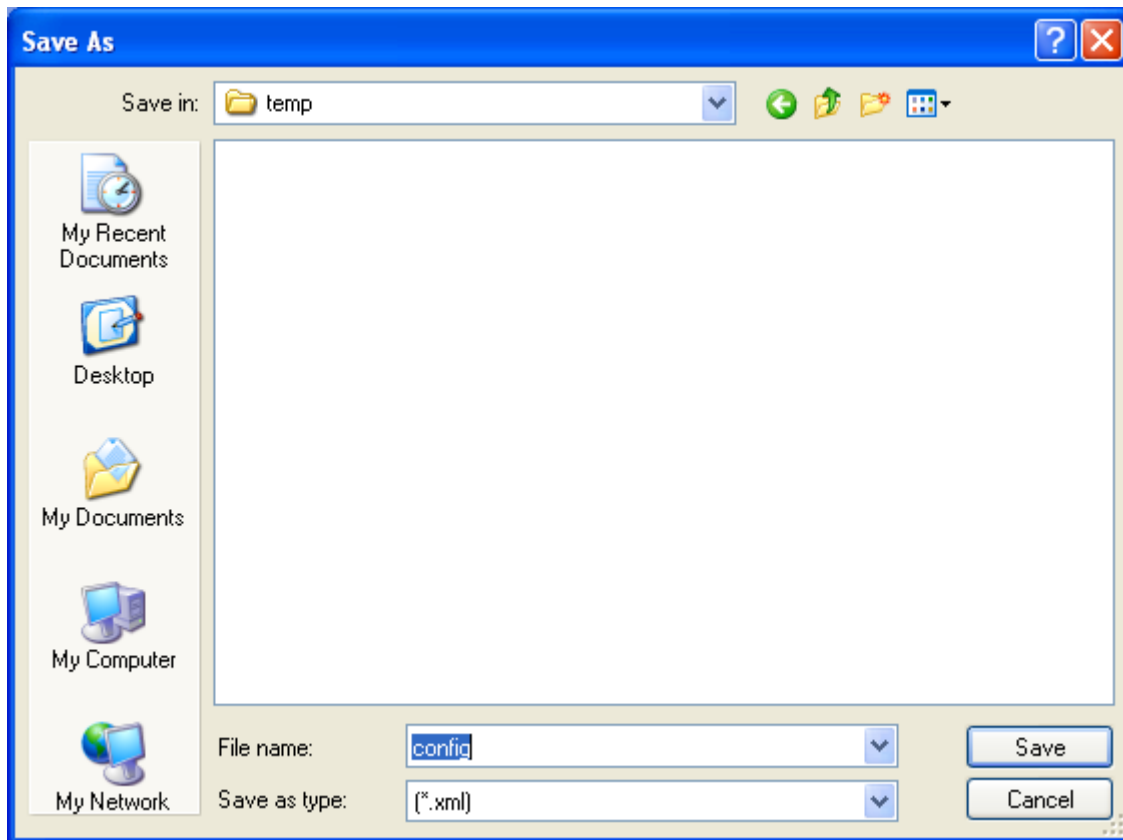 Save As
Save in:
temp
My Recent
Documents
Desktop
My Documents
My Computer
My Network
File name:
config
Save
Save as type:
(*.xml)
Cancel